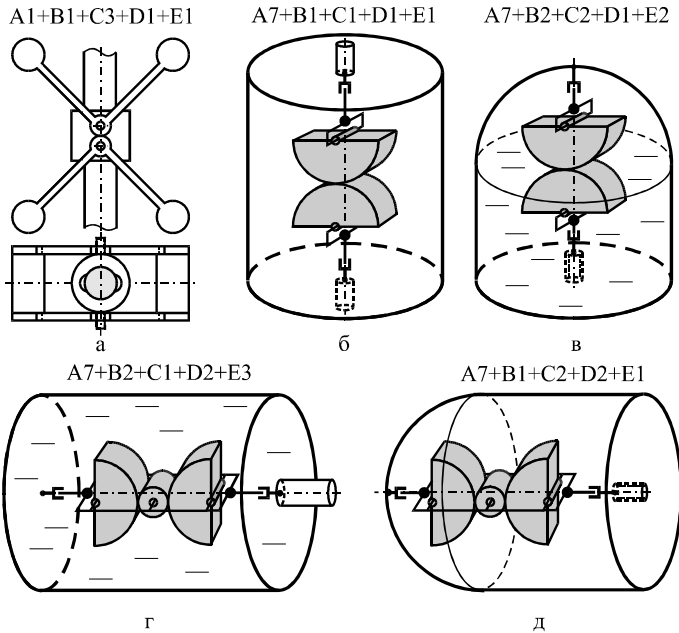 A1+B1+C3+D1+E1
A7+B1+C1+D1+E1
A7+B2+C2+D1+E2
а
б
в
A7+B2+C1+D2+E3
A7+B1+C2+D2+E1
г
д